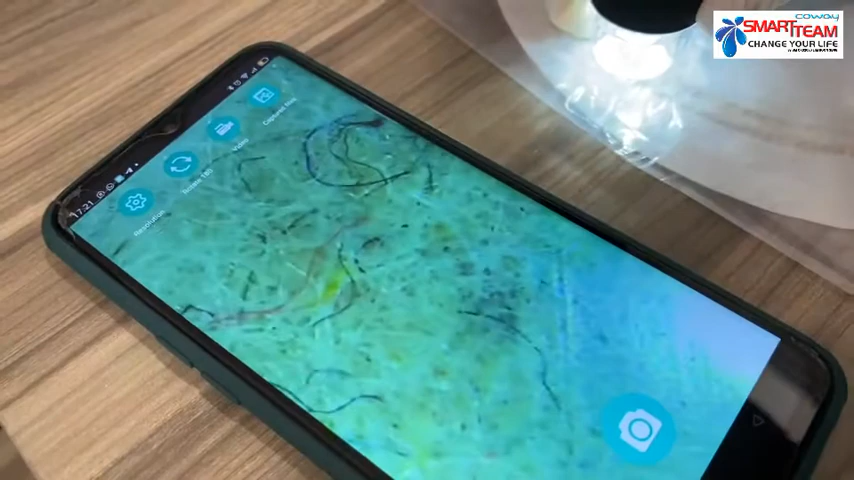 coway
SMART TEAM
CHANGE YOUR LIFE
17.21
Resolution
Rotate 180
Video
Captured files